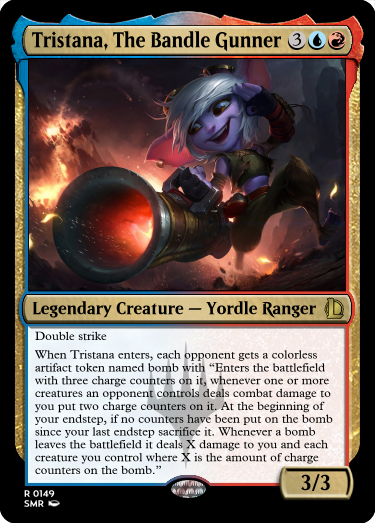 Tristana, The Bandle Gunner 3
Legendary Creature — Yordle Ranger
Double strike
When Tristana enters, each opponent gets a colorless
artifact token named bomb with “Enters the battlefield
with three charge counters on it, whenever one or more
creatures an opponent controls deals combat damage to
you put two charge counters on it. At the beginning of
your endstep, if no counters have been put on the bomb
since your last endstep sacrifice it. Whenever a bomb
leaves the battlefield it deals X damage to you and each
creature you control where X is the amount of charge
counters on the bomb.”
3/3
R 0149
SMR